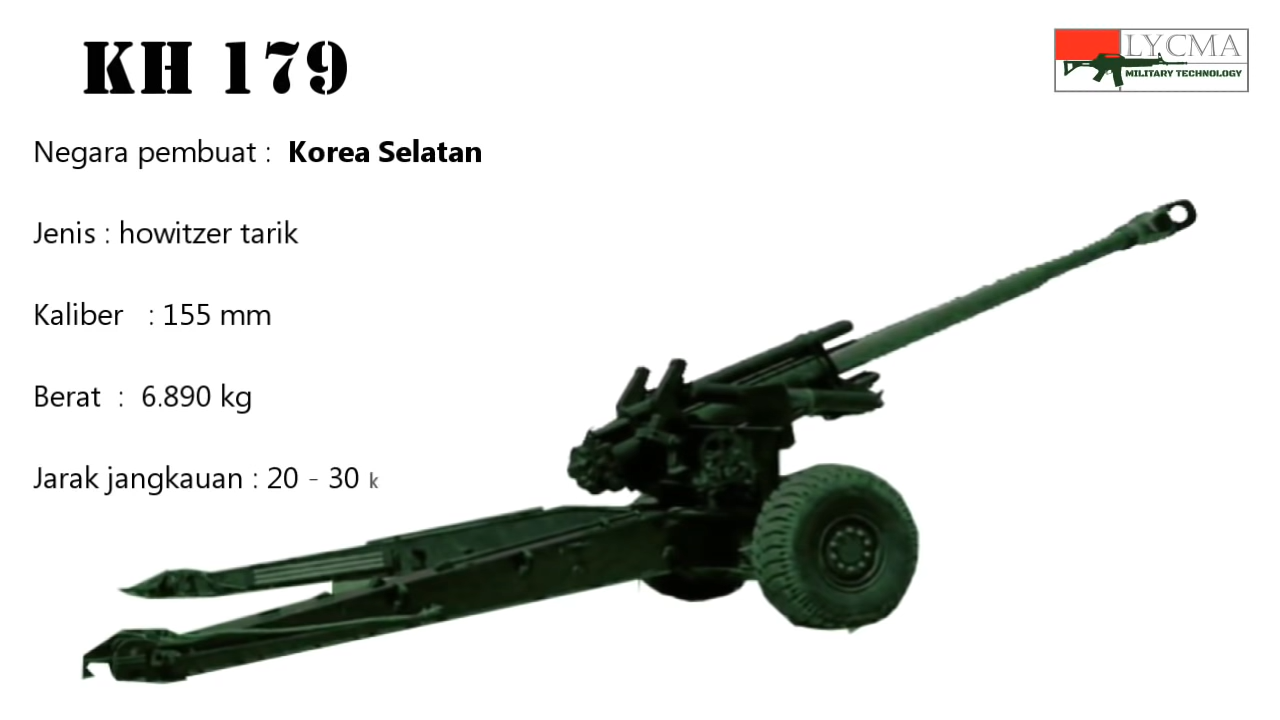 KH 179
LYCMA
MILITARY TECHNOLOGY
Negara pembuat : Korea Selatan
Jenis : howitzer tarik
Kaliber : 155 mm
Berat : 6.890 kg
Jarak jangkauan : 20 - 30 k